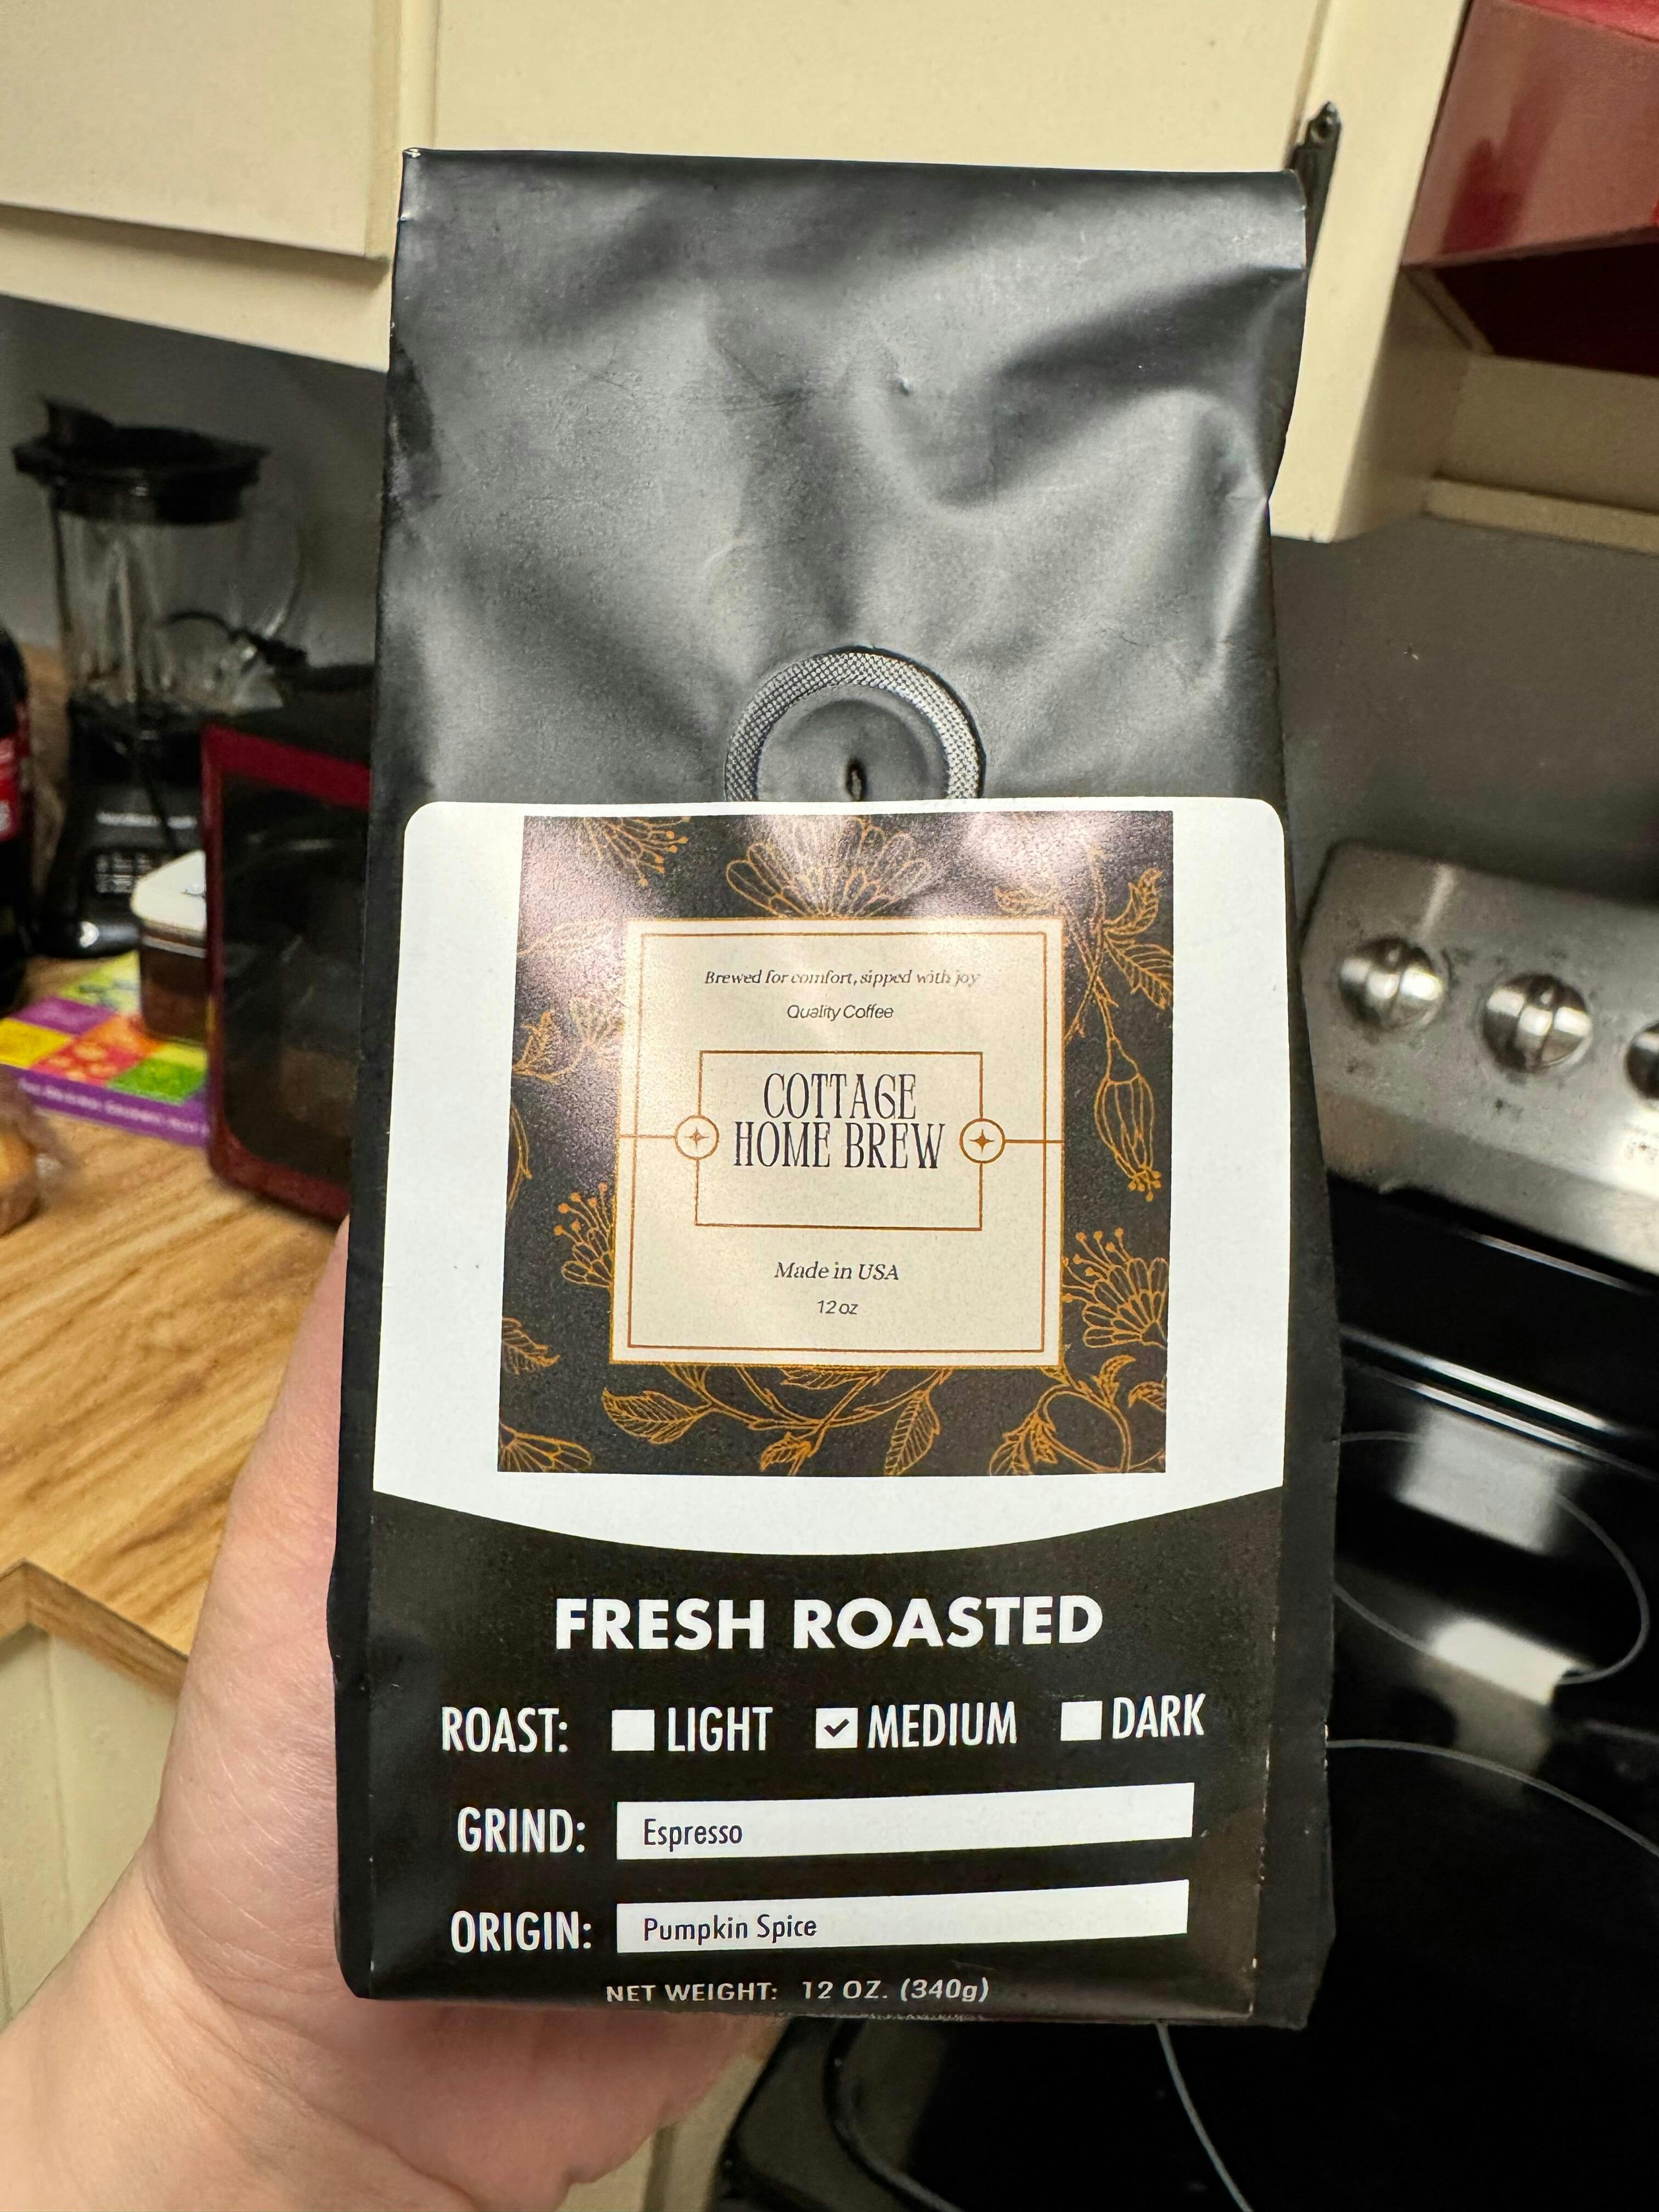 Brewed for comfort, sipped with joy
Quality Coffee
COTTAGE
HOME BREW
Made in USA
12 oz
FRESH ROASTED
ROAST: LIGHT MEDIUM DARK
GRIND: Espresso
ORIGIN: Pumpkin Spice
NET WEIGHT: 12 OZ. (340g)